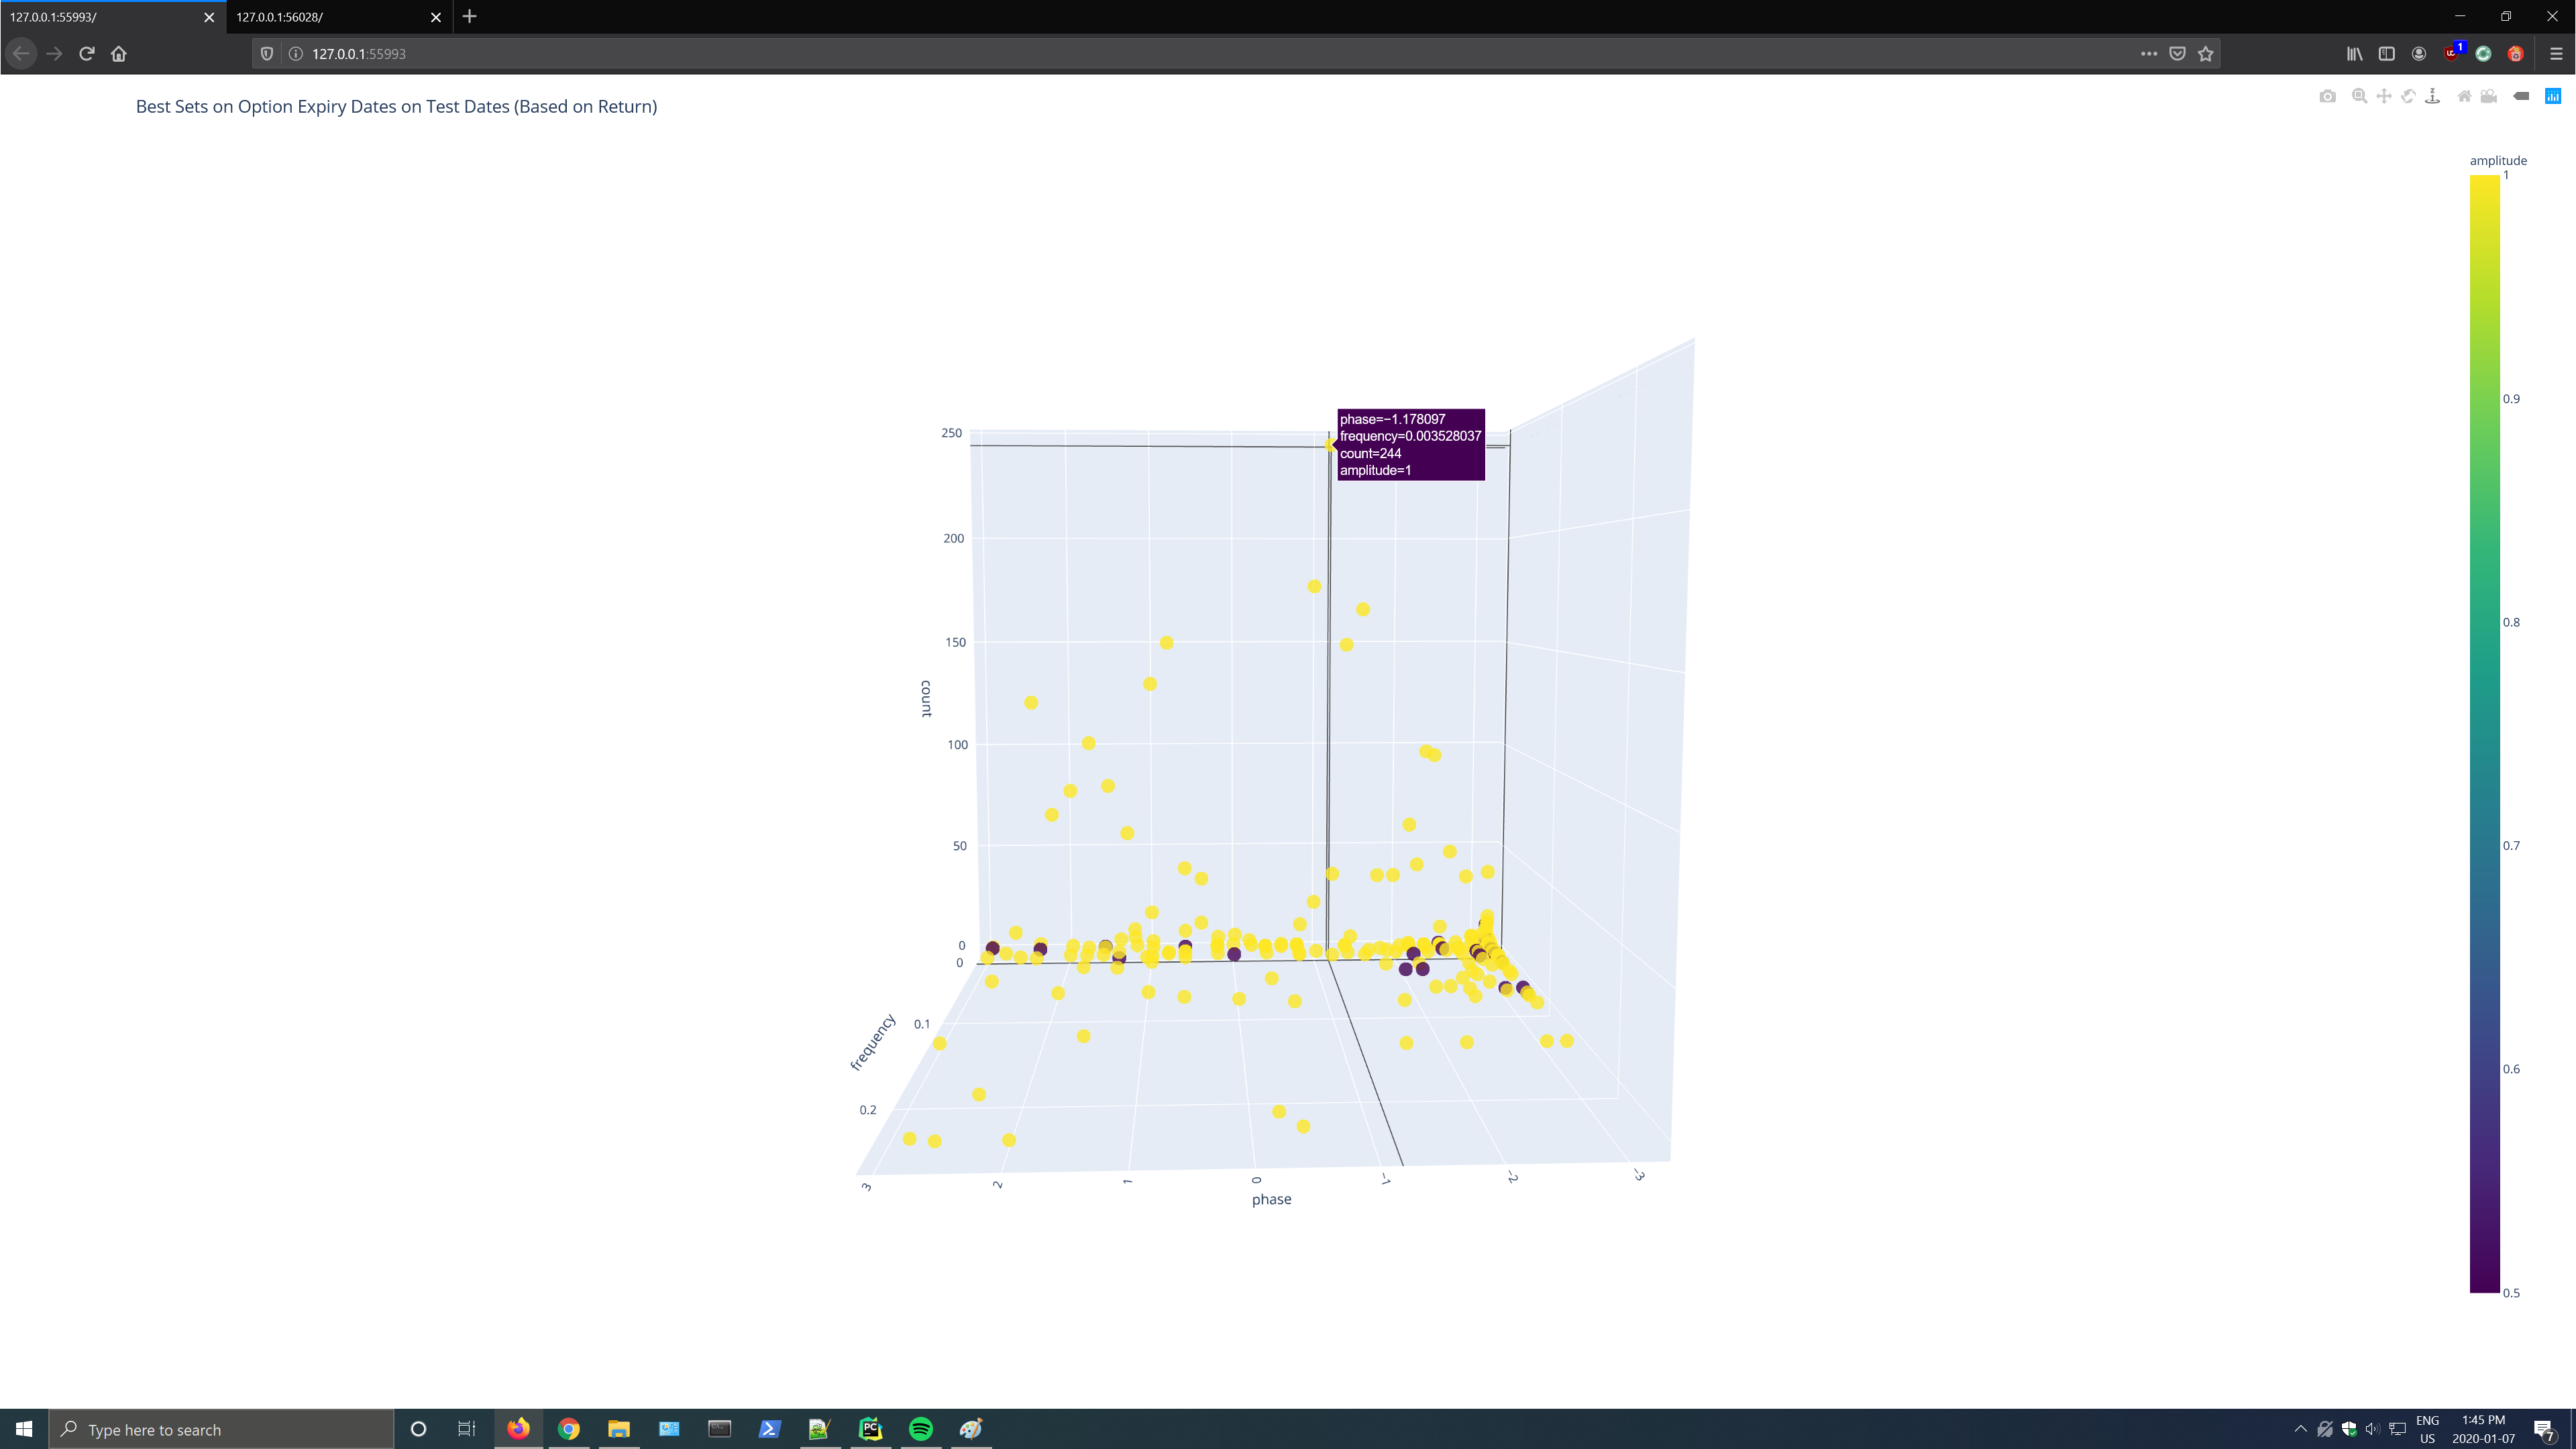 127.0.0.1:55993/
127.0.0.1:56028/
127.0.0.1:55993
1
Best Sets on Option Expiry Dates on Test Dates (Based on Return)
z
amplitude
1
0.9
0.8
0.7
0.6
0.5
phase=−1.178097
frequency=0.003528037
count=244
amplitude=1
250
200
150
100
50
0
count
0
0.1
0.2
frequency
3
2
1
0
−1
−2
−3
phase
Type here to search
PC
ENG
US
1:45 PM
2020-01-07
7